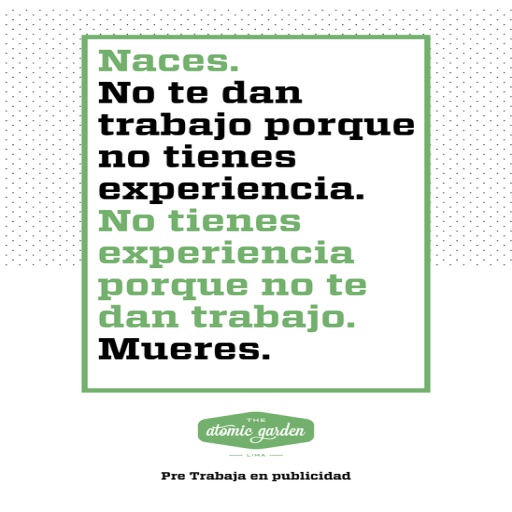 Naces.
No te dan
trabajo porque
no tienes
experiencia.
No tienes
experiencia
porque no te
dan trabajo.
Mueres.
THE
atomic garden
LIMA
Pre Trabaja en publicidad